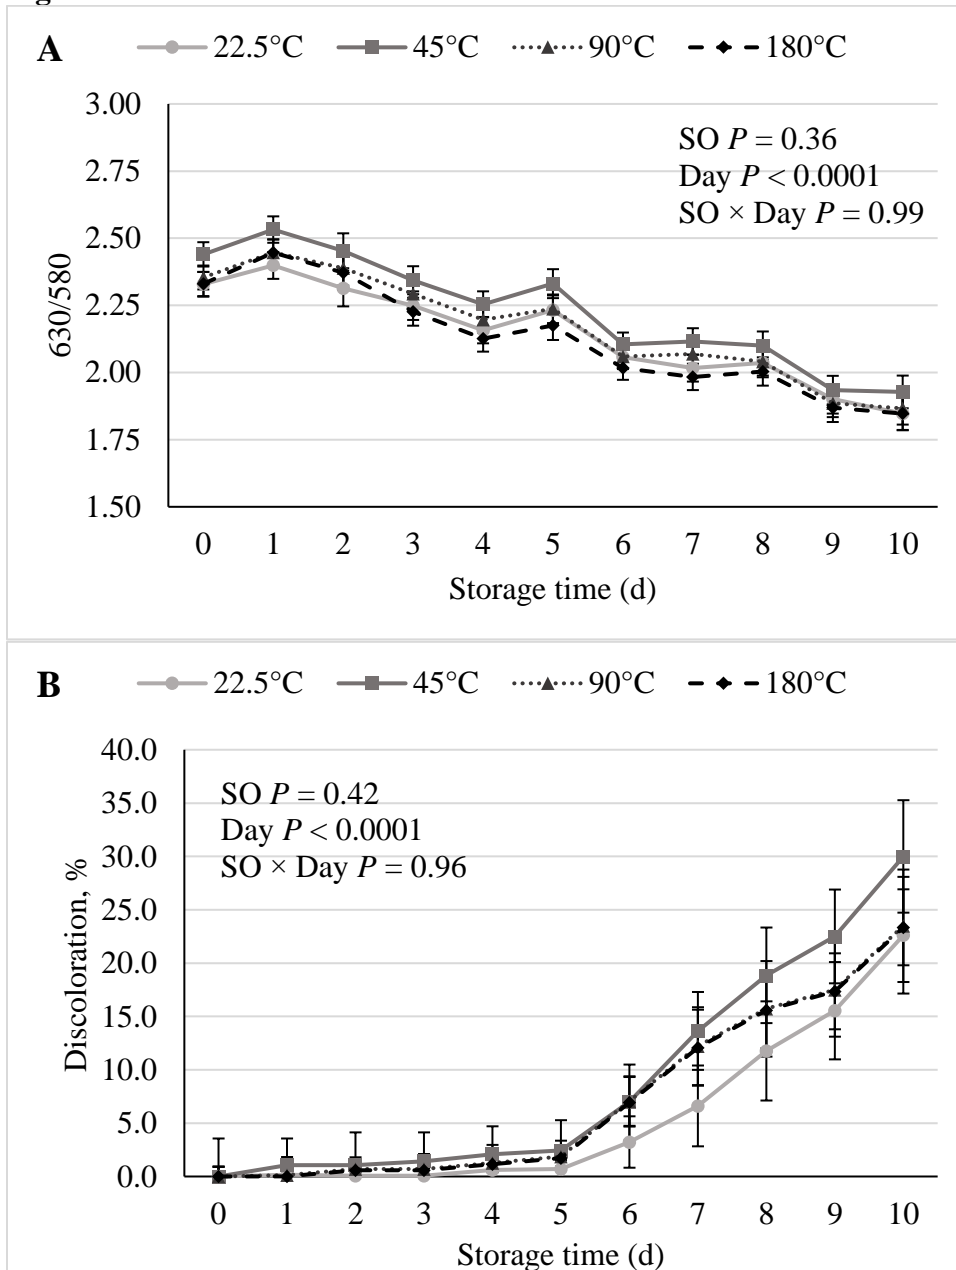 A
22.5°C 45°C 90°C 180°C
3.00
2.75
2.50
2.25
2.00
1.75
1.50
630/580
SO P = 0.36
Day P < 0.0001
SO × Day P = 0.99
0 1 2 3 4 5 6 7 8 9 10
Storage time (d)
B
22.5°C 45°C 90°C 180°C
40.0
35.0
30.0
25.0
20.0
15.0
10.0
5.0
0.0
Discoloration, %
SO P = 0.42
Day P < 0.0001
SO × Day P = 0.96
0 1 2 3 4 5 6 7 8 9 10
Storage time (d)